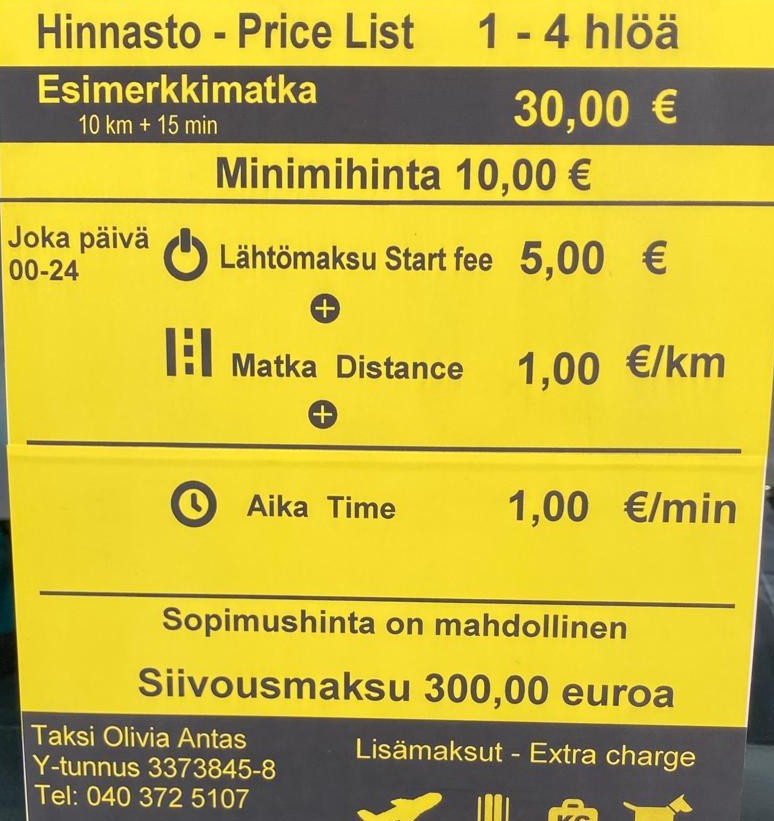 Hinnasto - Price List 1 - 4 hlöä
Esimerkkimatka 30,00 €
10 km + 15 min
Minimihinta 10,00 €
Joka päivä
00-24
Lähtömaksu Start fee 5,00 €
+
Matka Distance 1,00 €/km
+
Aika Time 1,00 €/min
Sopimushinta on mahdollinen
Siivousmaksu 300,00 euroa
Taksi Olivia Antas
Y-tunnus 3373845-8
Tel: 040 372 5107
Lisämaksut - Extra charge
KG